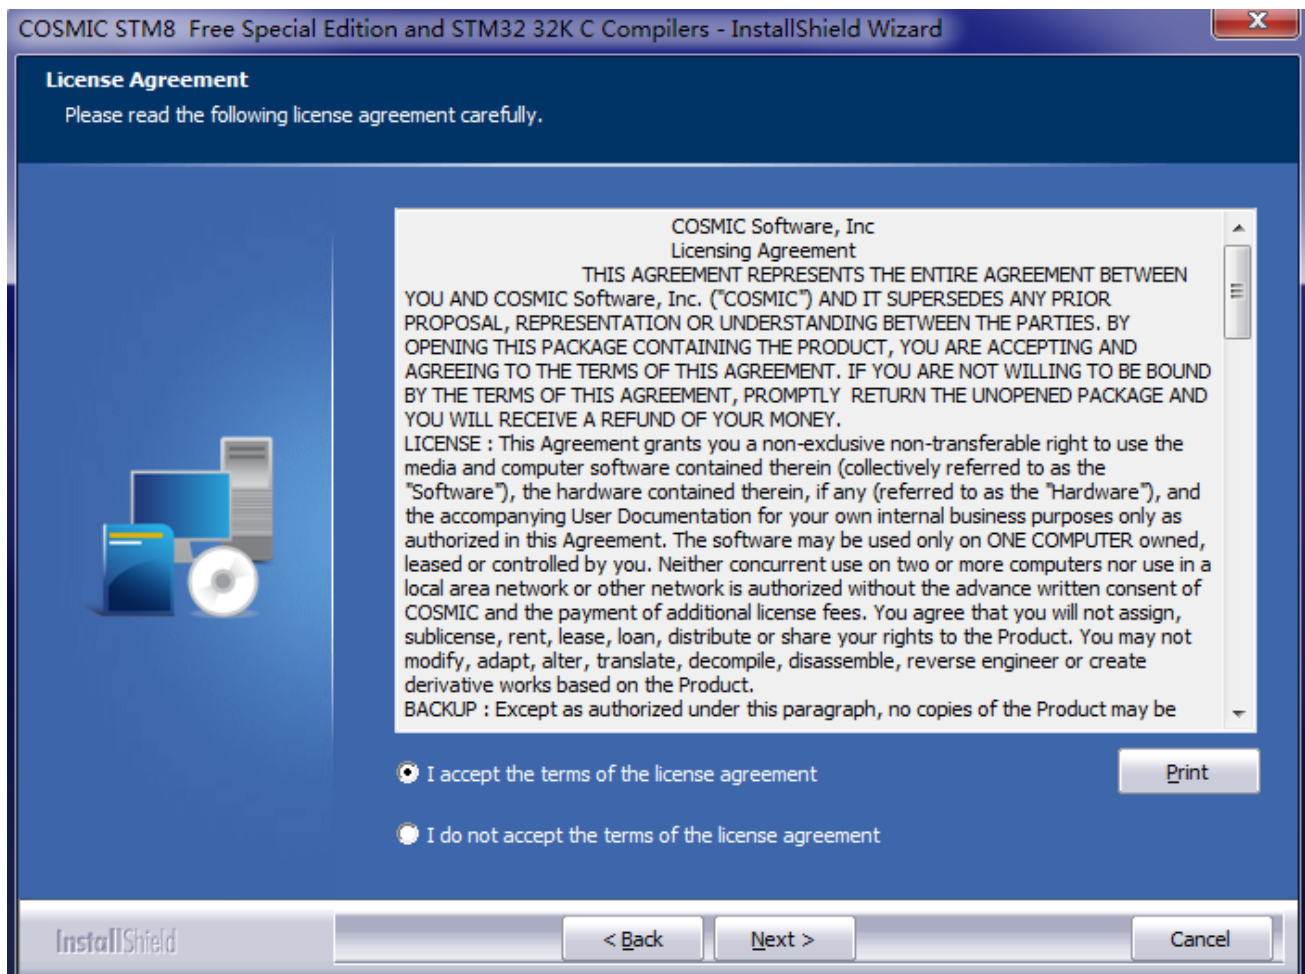 COSMIC STM8  Free Special Edition and STM32 32K C Compilers - InstallShield Wizard
License Agreement
Please read the following license agreement carefully.
COSMIC Software, Inc
Licensing Agreement
THIS AGREEMENT REPRESENTS THE ENTIRE AGREEMENT BETWEEN
YOU AND COSMIC Software, Inc. ("COSMIC") AND IT SUPERSEDES ANY PRIOR
PROPOSAL, REPRESENTATION OR UNDERSTANDING BETWEEN THE PARTIES. BY
OPENING THIS PACKAGE CONTAINING THE PRODUCT, YOU ARE ACCEPTING AND
AGREEING TO THE TERMS OF THIS AGREEMENT. IF YOU ARE NOT WILLING TO BE BOUND
BY THE TERMS OF THIS AGREEMENT, PROMPTLY  RETURN THE UNOPENED PACKAGE AND
YOU WILL RECEIVE A REFUND OF YOUR MONEY.
LICENSE : This Agreement grants you a non-exclusive non-transferable right to use the
media and computer software contained therein (collectively referred to as the
"Software"), the hardware contained therein, if any (referred to as the "Hardware"), and
the accompanying User Documentation for your own internal business purposes only as
authorized in this Agreement. The software may be used only on ONE COMPUTER owned,
leased or controlled by you. Neither concurrent use on two or more computers nor use in a
local area network or other network is authorized without the advance written consent of
COSMIC and the payment of additional license fees. You agree that you will not assign,
sublicense, rent, lease, loan, distribute or share your rights to the Product. You may not
modify, adapt, alter, translate, decompile, disassemble, reverse engineer or create
derivative works based on the Product.
BACKUP : Except as authorized under this paragraph, no copies of the Product may be
I accept the terms of the license agreement
Print
I do not accept the terms of the license agreement
InstallShield
< Back
Next >
Cancel